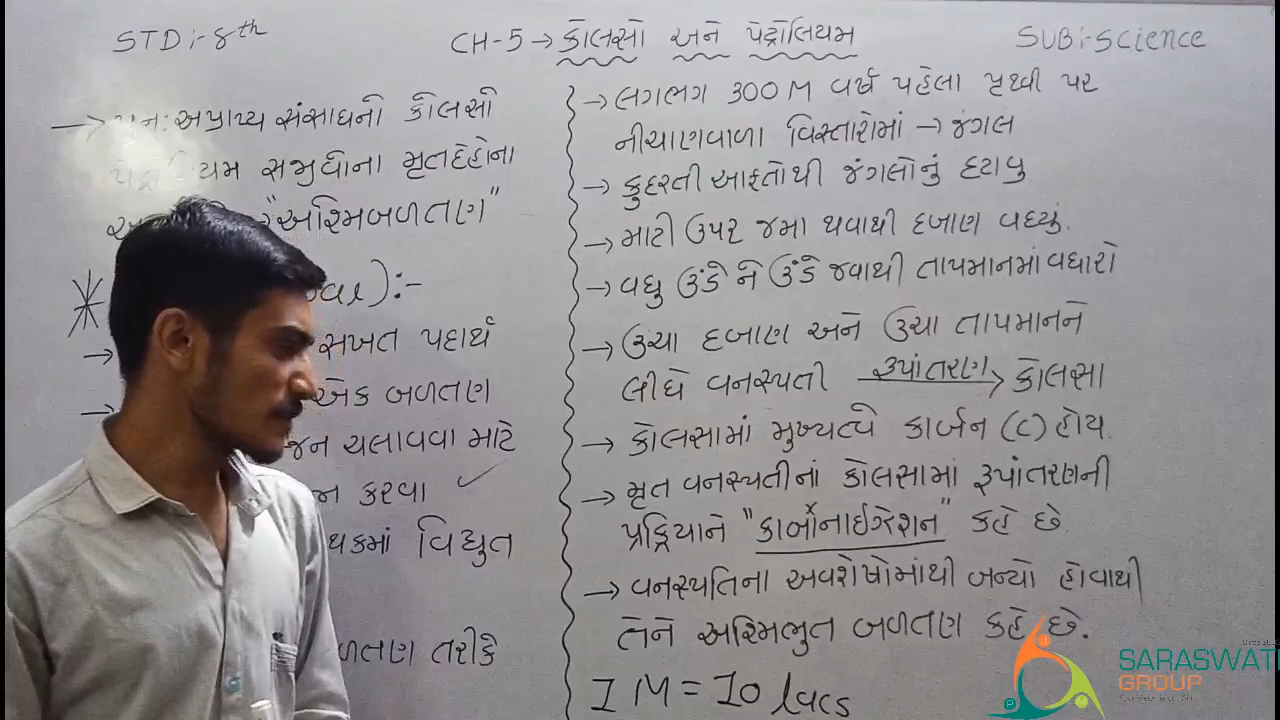 STD:- 8th
CH-5 → કોલસો અને પેટ્રોલિયમ
SUB:- Science
→ પુનઃઅપ્રાપ્ય સંસાધનો કોલસો
સજીવોના મૃતદેહોના
"અશ્મિબળતણ"
(Coal):-
→ સખત પદાર્થ
→ એક બળતણ
ચલાવવા માટે
કરવા ✓
વિદ્યુત
બળતણ તરીકે
→ લગભગ 300 M વર્ષ પહેલા પૃથ્વી પર
નીચાણવાળા વિસ્તારોમાં → જંગલ
→ કુદરતી આફતોથી જંગલોનું દટાવુ
→ માટી ઉપર જમા થવાથી દબાણ વધ્યું.
→ વધુ ઉંડે ને ઉંડે જવાથી તાપમાનમાં વધારો
→ ઉંચા દબાણ અને ઉંચા તાપમાનને
લીધે વનસ્પતી રૂપાંતરણ → કોલસા
→ કોલસામાં મુખ્યત્વે કાર્બન (C) હોય.
→ મૃત વનસ્પતીનાં કોલસામાં રૂપાંતરણની
પ્રક્રિયાને "કાર્બોનાઈઝેશન" કહે છે.
→ વનસ્પતિના અવશેષોમાંથી બન્યો હોવાથી
તેને અશ્મિભુત બળતણ કહે છે.
1 M = 10 lacs
SARASWATI
GROUP